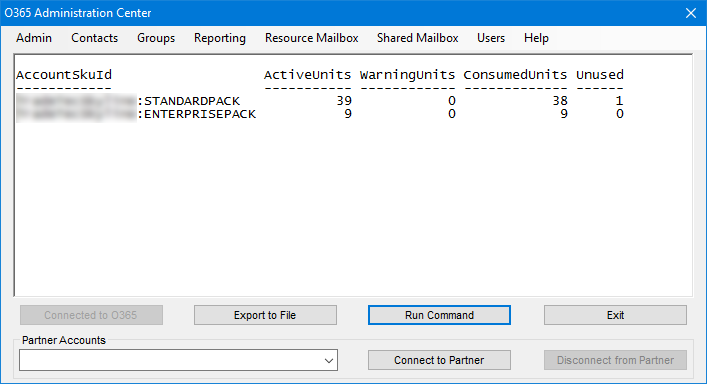 O365 Administration Center
Admin Contacts Groups Reporting Resource Mailbox Shared Mailbox Users Help
AccountSkuId ActiveUnits WarningUnits ConsumedUnits Unused
------------ ----------- ------------ ------------- ------
:STANDARDPACK 39 0 38 1
:ENTERPRISEPACK 9 0 9 0
Connected to O365 Export to File Run Command Exit
Partner Accounts
Connect to Partner Disconnect from Partner